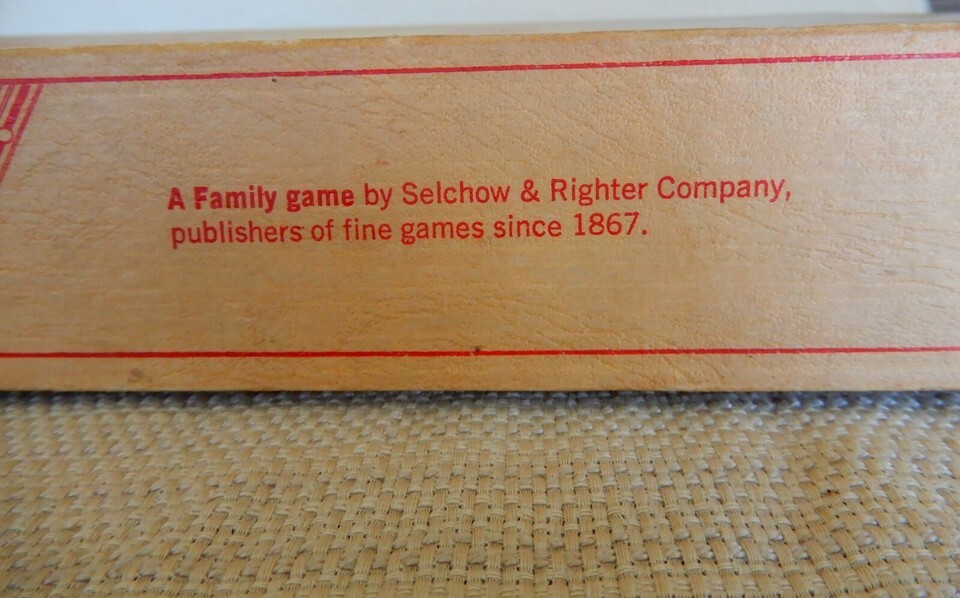 A Family game by Selchow & Righter Company,
publishers of fine games since 1867.